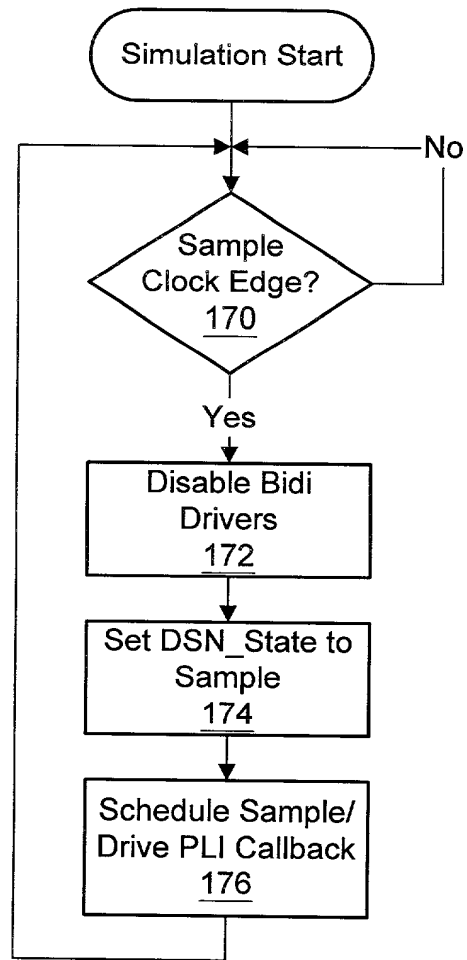 Simulation Start
No
Sample
Clock Edge?
170
Yes
Disable Bidi
Drivers
172
Set DSN_State to
Sample
174
Schedule Sample/
Drive PLI Callback
176